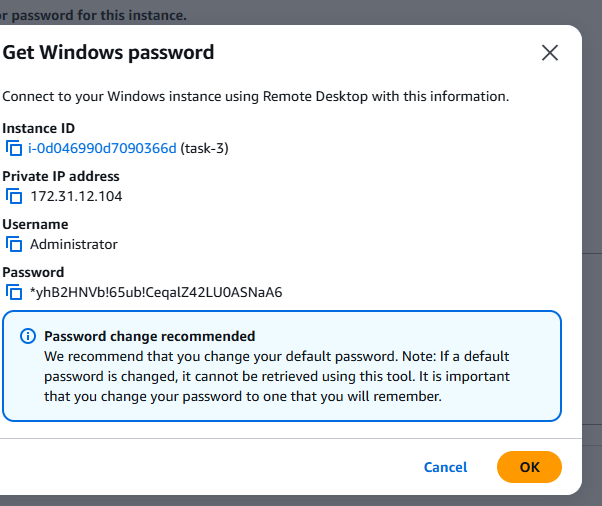 r password for this instance.
Get Windows password
Connect to your Windows instance using Remote Desktop with this information.
Instance ID
i-0d046990d7090366d (task-3)
Private IP address
172.31.12.104
Username
Administrator
Password
*yhB2HNVb!65ub!CeqalZ42LU0ASNaA6
Password change recommended
We recommend that you change your default password. Note: If a default
password is changed, it cannot be retrieved using this tool. It is important
that you change your password to one that you will remember.
Cancel
OK